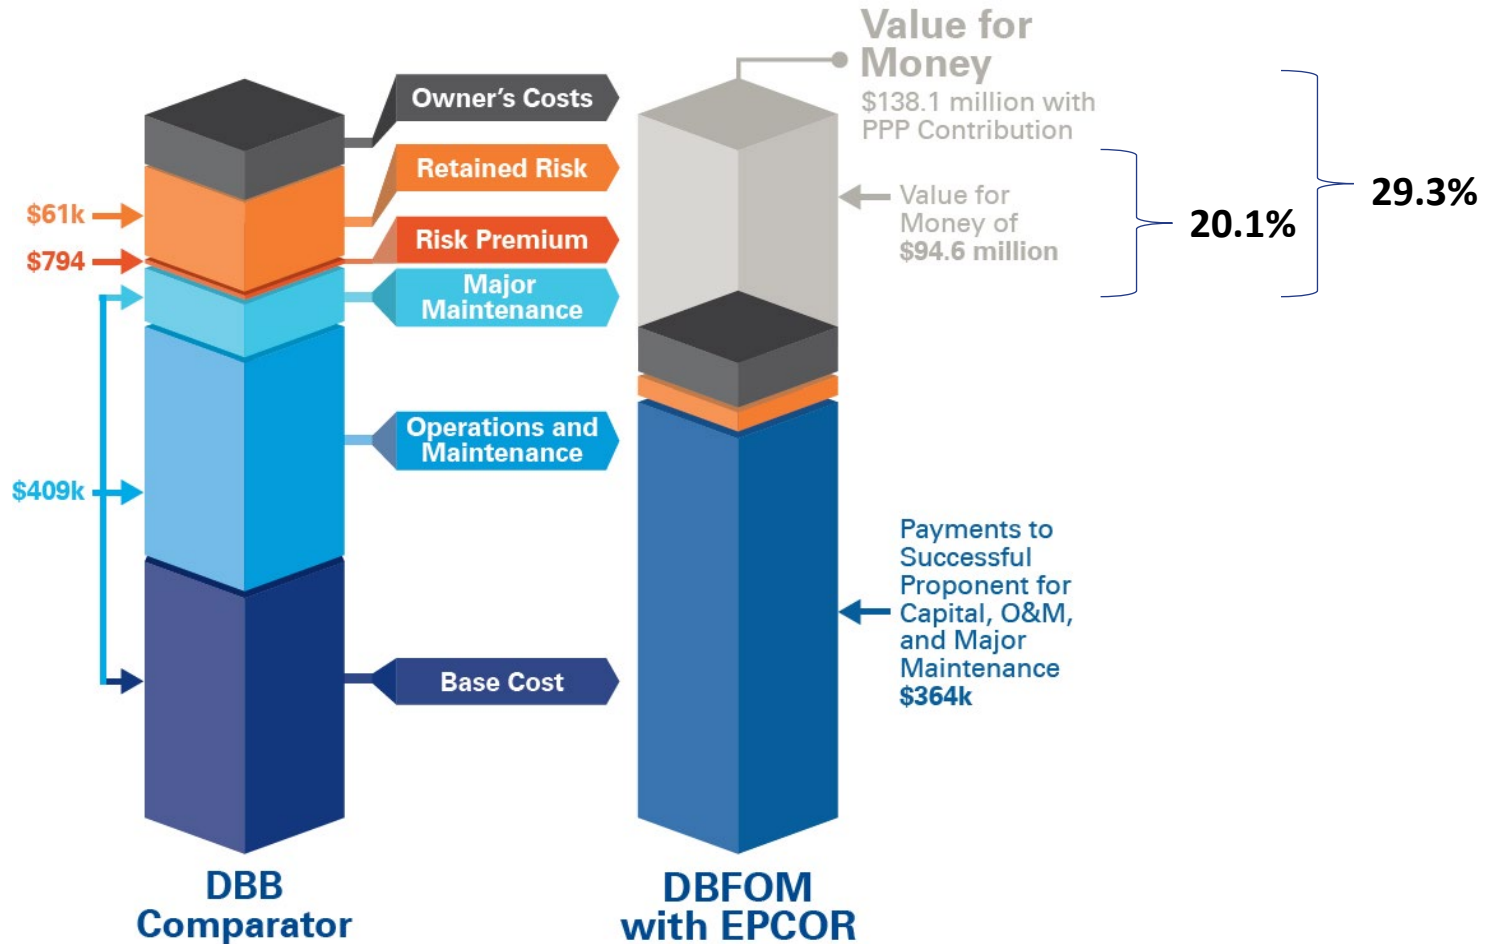 Value for
Money
$138.1 million with
PPP Contribution
Owner's Costs
Retained Risk
$61k
Risk Premium
$794
Major
Maintenance
Value for
Money of
$94.6 million
20.1%
29.3%
Operations and
Maintenance
$409k
Payments to
Successful
Proponent for
Capital, O&M,
and Major
Maintenance
$364k
Base Cost
DBB
Comparator
DBFOM
with EPCOR